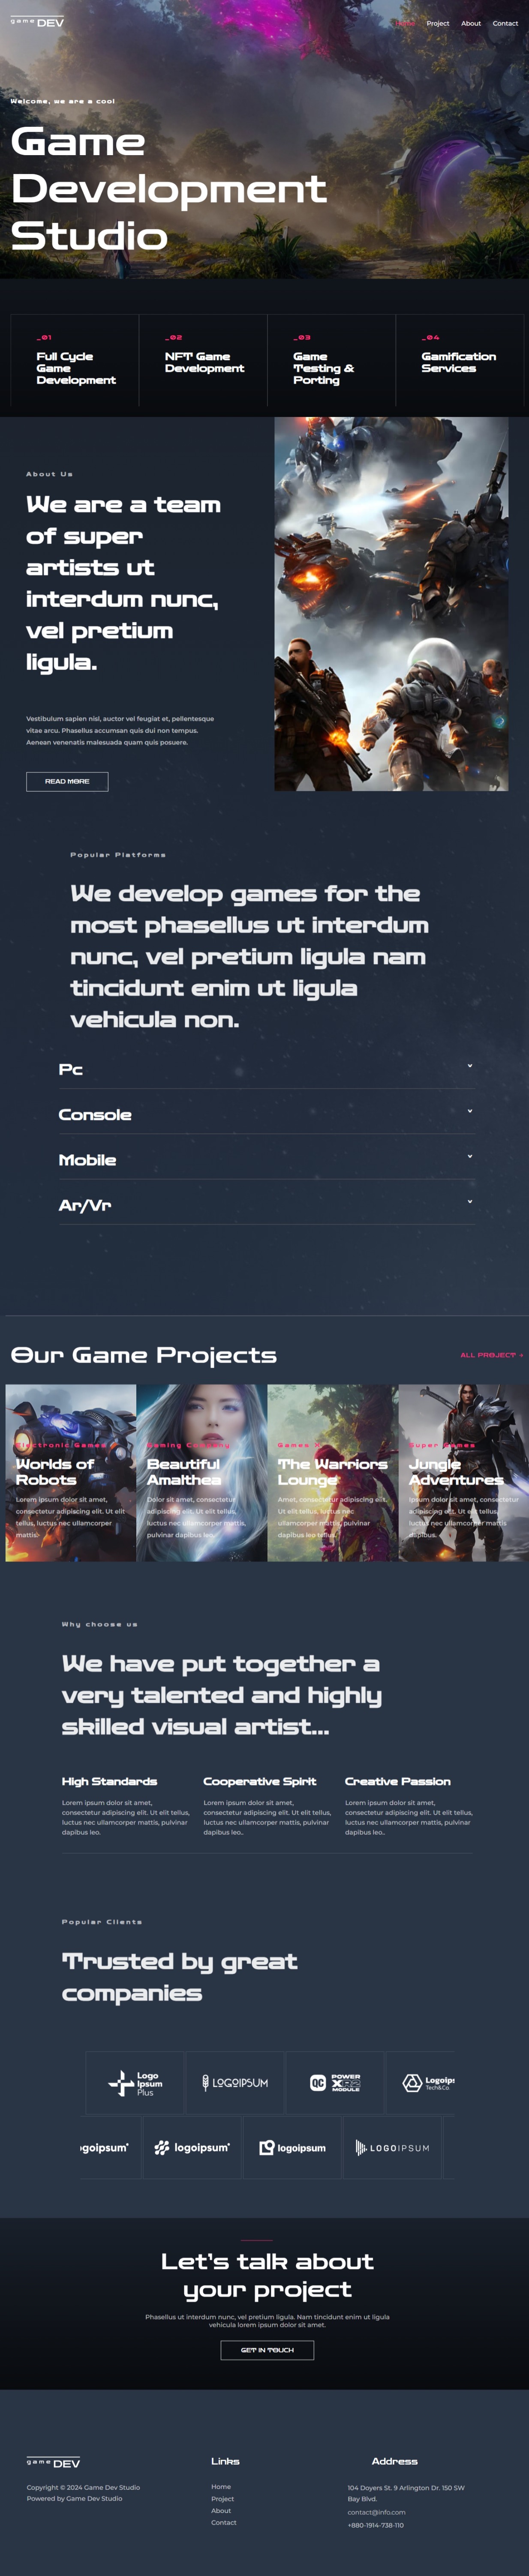 game DEV
Home
Project
About
Contact
Welcome, we are a cool
Game
Development
Studio
_01
Full Cycle
Game
Development
_02
NFT Game
Development
_03
Game
Testing &
Porting
_04
Gamification
Services
About Us
We are a team
of super
artists ut
interdum nunc,
vel pretium
ligula.
Vestibulum sapien nisl, auctor vel feugiat et, pellentesque
vitae arcu. Phasellus accumsan quis dui non tempus.
Aenean venenatis malesuada quam quis posuere.
READ MORE
Popular Platforms
We develop games for the
most phasellus ut interdum
nunc, vel pretium ligula nam
tincidunt enim ut ligula
vehicula non.
Pc
Console
Mobile
Ar/Vr
Our Game Projects
ALL PROJECT →
Electronic Games
Worlds of
Robots
Lorem ipsum dolor sit amet,
consectetur adipiscing elit. Ut elit
tellus, luctus nec ullamcorper
mattis.
Gaming Company
Beautiful
Amalthea
Dolor sit amet, consectetur
adipiscing elit. Ut elit tellus,
luctus nec ullamcorper mattis,
pulvinar dapibus leo.
Games
The Warriors
Lounge
Amet, consectetur adipiscing elit.
Ut elit tellus, luctus nec
ullamcorper mattis, pulvinar
dapibus leo tellus.
Super Games
Jungle
Adventures
Ipsum dolor sit amet, consectetur
adipiscing elit. Ut elit tellus,
luctus nec ullamcorper mattis
dapibus.
Why choose us
We have put together a
very talented and highly
skilled visual artist...
High Standards
Lorem ipsum dolor sit amet,
consectetur adipiscing elit. Ut elit tellus,
luctus nec ullamcorper mattis, pulvinar
dapibus leo.
Cooperative Spirit
Lorem ipsum dolor sit amet,
consectetur adipiscing elit. Ut elit tellus,
luctus nec ullamcorper mattis, pulvinar
dapibus leo..
Creative Passion
Lorem ipsum dolor sit amet,
consectetur adipiscing elit. Ut elit tellus,
luctus nec ullamcorper mattis, pulvinar
dapibus leo..
Popular Clients
Trusted by great
companies
Logo
Ipsum
Plus
LOGOIPSUM
QC POWER
XB2
MODULE
Logoips
Tech&Co.
ogoipsum
logoipsum
logoipsum
LOGOIPSUM
Let's talk about
your project
Phasellus ut interdum nunc, vel pretium ligula. Nam tincidunt enim ut ligula
vehicula lorem ipsum dolor sit amet.
GET IN TOUCH
game DEV
Copyright © 2024 Game Dev Studio
Powered by Game Dev Studio
Links
Home
Project
About
Contact
Address
104 Doyers St. 9 Arlington Dr. 150 SW
Bay Blvd.
contact@info.com
+880-1914-738-110